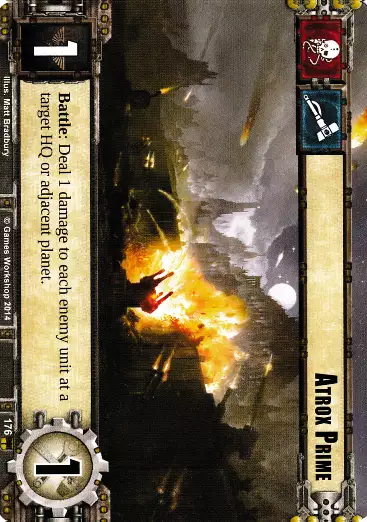 ATROX PRIME
1
Battle: Deal 1 damage to each enemy unit at a
target HQ or adjacent planet.
1
Illus. Matt Bradbury
© Games Workshop 2014
176